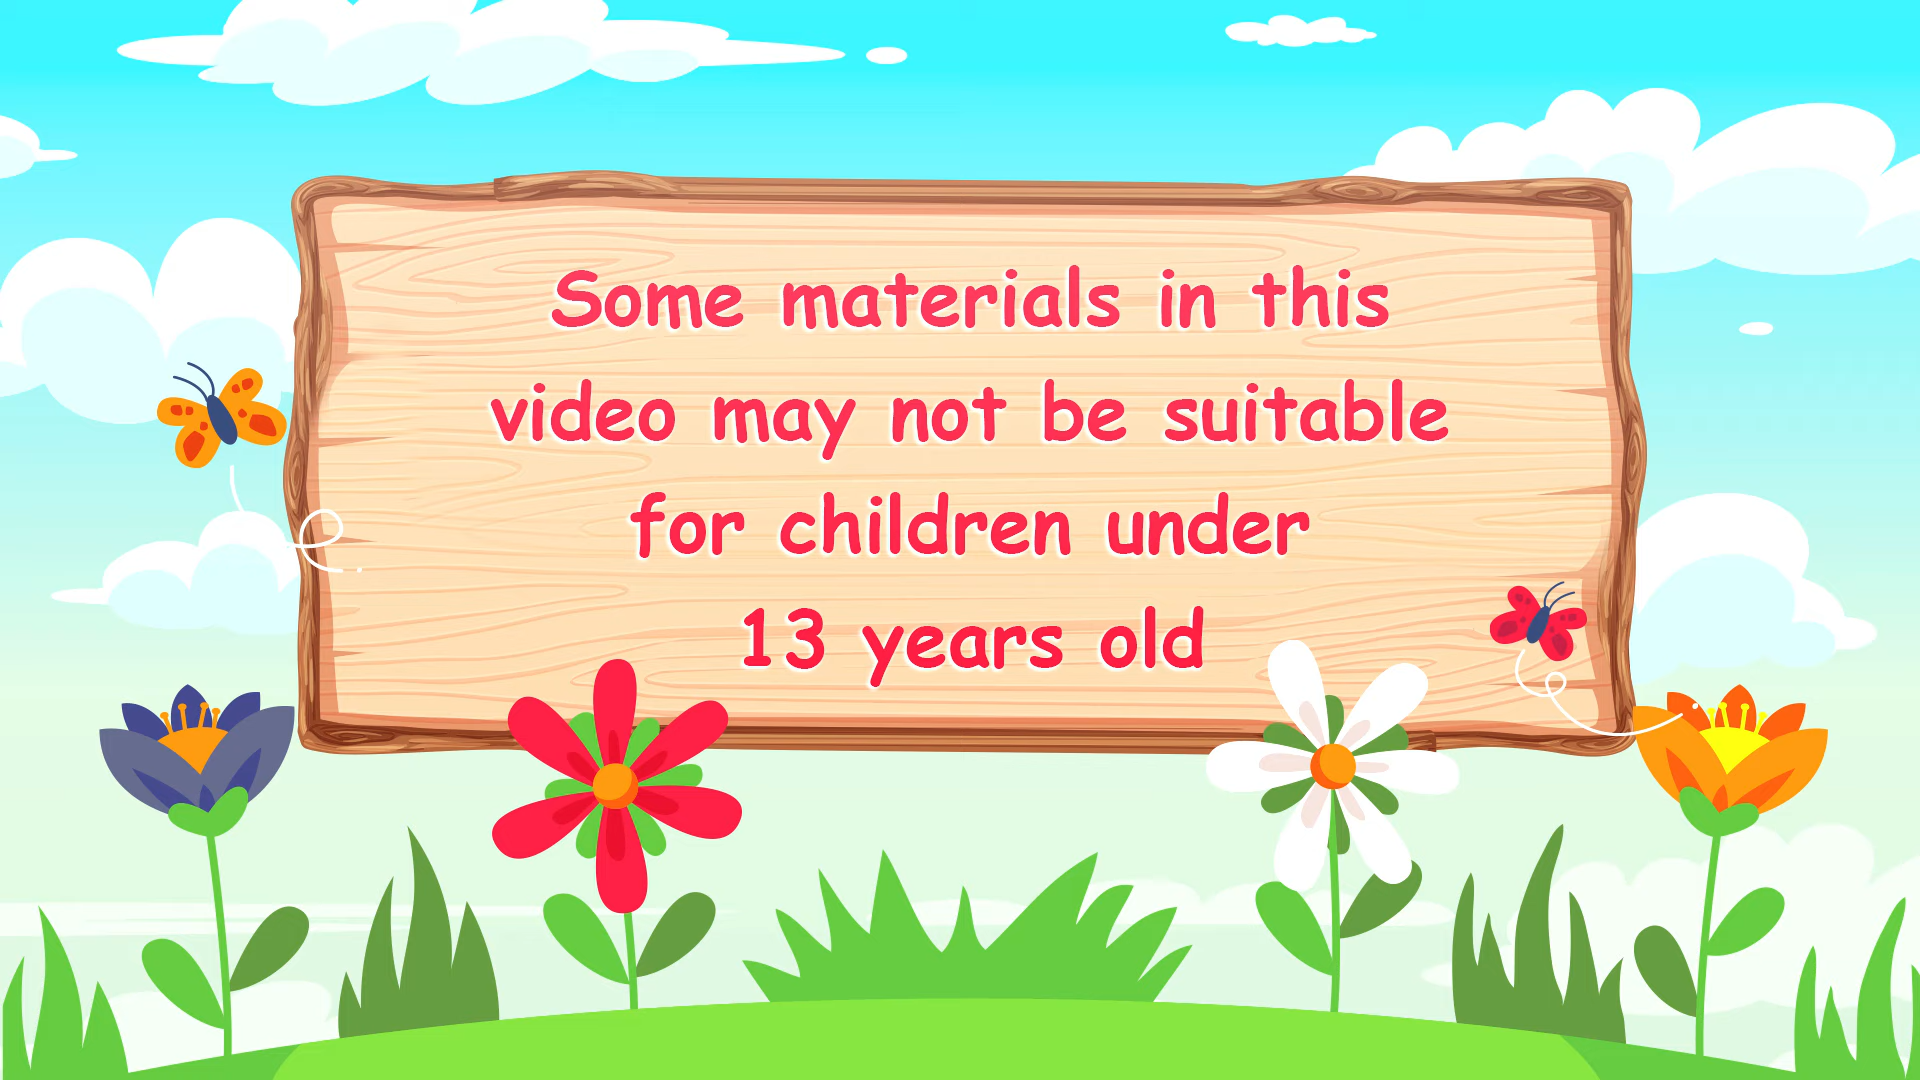 Some materials in this
video may not be suitable
for children under
13 years old